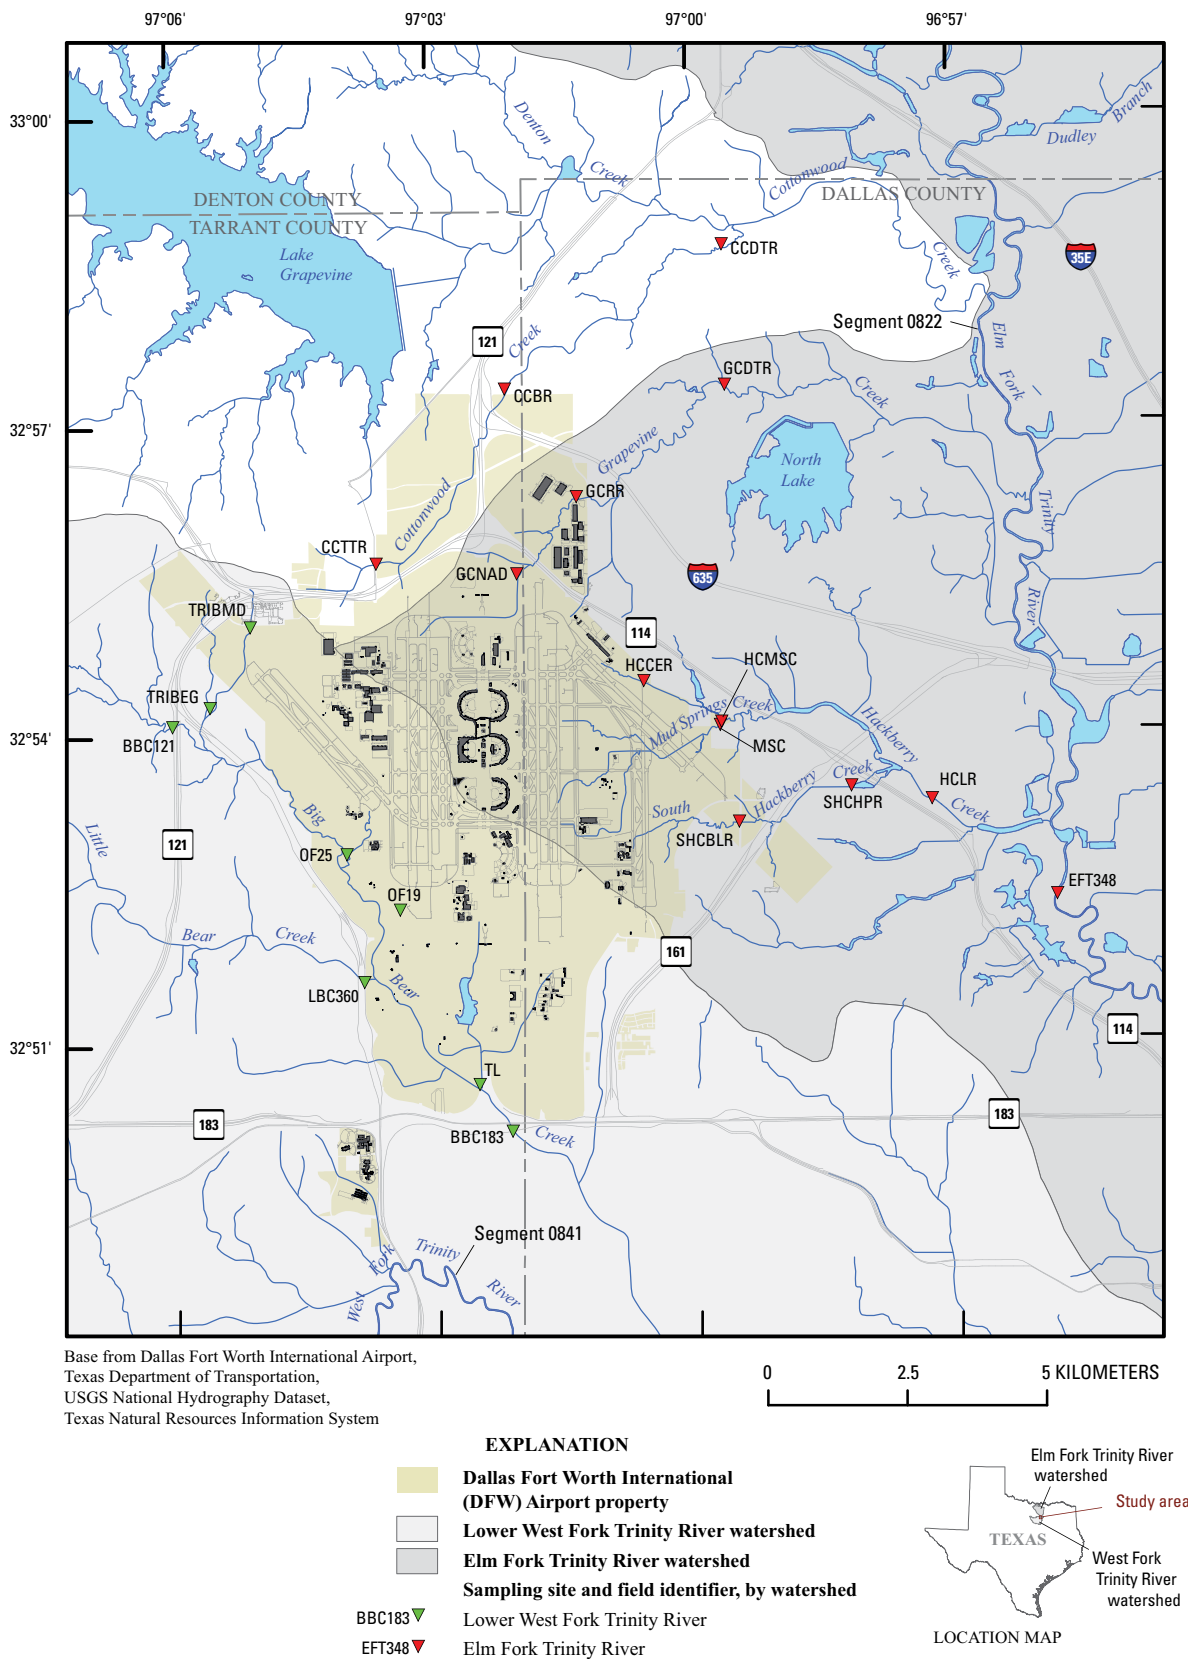 97°06'
97°03'
97°00'
96°57'
33°00'
32°57'
32°54'
32°51'
Denton
Creek
Cottonwood
Dudley
Branch
DENTON COUNTY
TARRANT COUNTY
DALLAS COUNTY
Lake
Grapevine
CCDTR
Creek
35E
Segment 0822
Elm
Fork
Trinity
River
121
Creek
CCBR
GCDTR
Creek
Grapevine
North
Lake
GCRR
Cottonwood
CCTTR
GCNAD
635
TRIBMD
114
HCCER
HCMSC
TRIBEG
BBC121
Mud Springs Creek
MSC
Hackberry
Creek
HCLR
SHCHPR
Creek
Hackberry
South
SHCBLR
Big
Little
121
OF25
OF19
EFT348
Bear
Creek
161
LBC360
Bear
114
TL
183
183
BBC183
Creek
Segment 0841
Trinity
Fork
West
River
Base from Dallas Fort Worth International Airport,
Texas Department of Transportation,
USGS National Hydrography Dataset,
Texas Natural Resources Information System
0 2.5 5 KILOMETERS
EXPLANATION
Dallas Fort Worth International
(DFW) Airport property
Lower West Fork Trinity River watershed
Elm Fork Trinity River watershed
Sampling site and field identifier, by watershed
BBC183 Lower West Fork Trinity River
EFT348 Elm Fork Trinity River
Elm Fork Trinity River
watershed
Study area
TEXAS
West Fork
Trinity River
watershed
LOCATION MAP